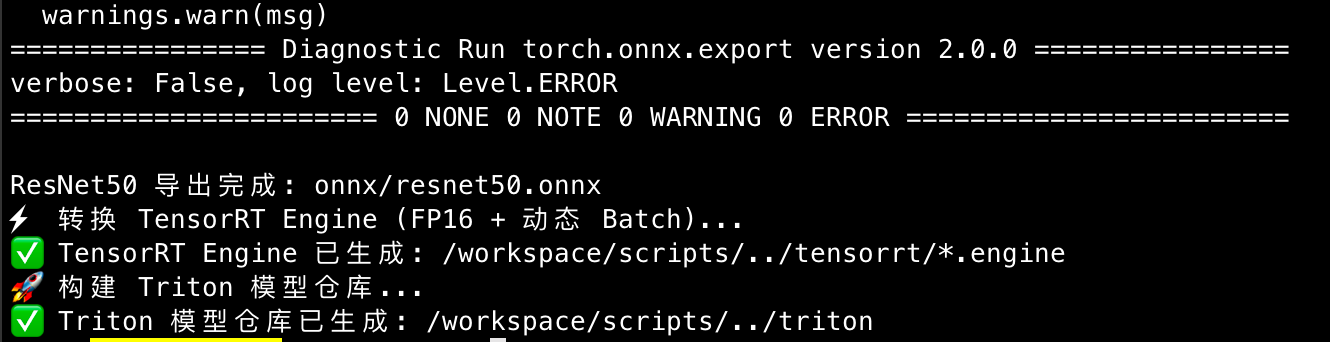 warnings.warn(msg)
================ Diagnostic Run torch.onnx.export version 2.0.0 ================
verbose: False, log level: Level.ERROR
======================= 0 NONE 0 NOTE 0 WARNING 0 ERROR ========================
ResNet50 导出完成: onnx/resnet50.onnx
⚡ 转换 TensorRT Engine (FP16 + 动态 Batch)...
✅ TensorRT Engine 已生成: /workspace/scripts/../tensorrt/*.engine
🚀 构建 Triton 模型仓库...
✅ Triton 模型仓库已生成: /workspace/scripts/../triton